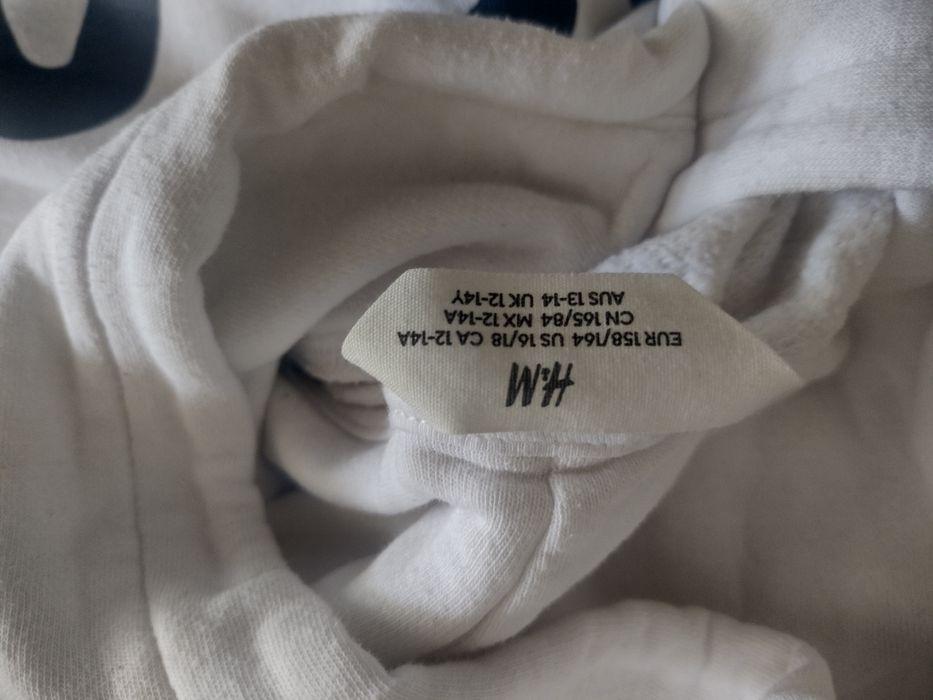 H&M
EUR 158/164 US 16/18 CA 12-14A
CN 165/84 MX 12-14A
AUS 13-14 UK 12-14Y